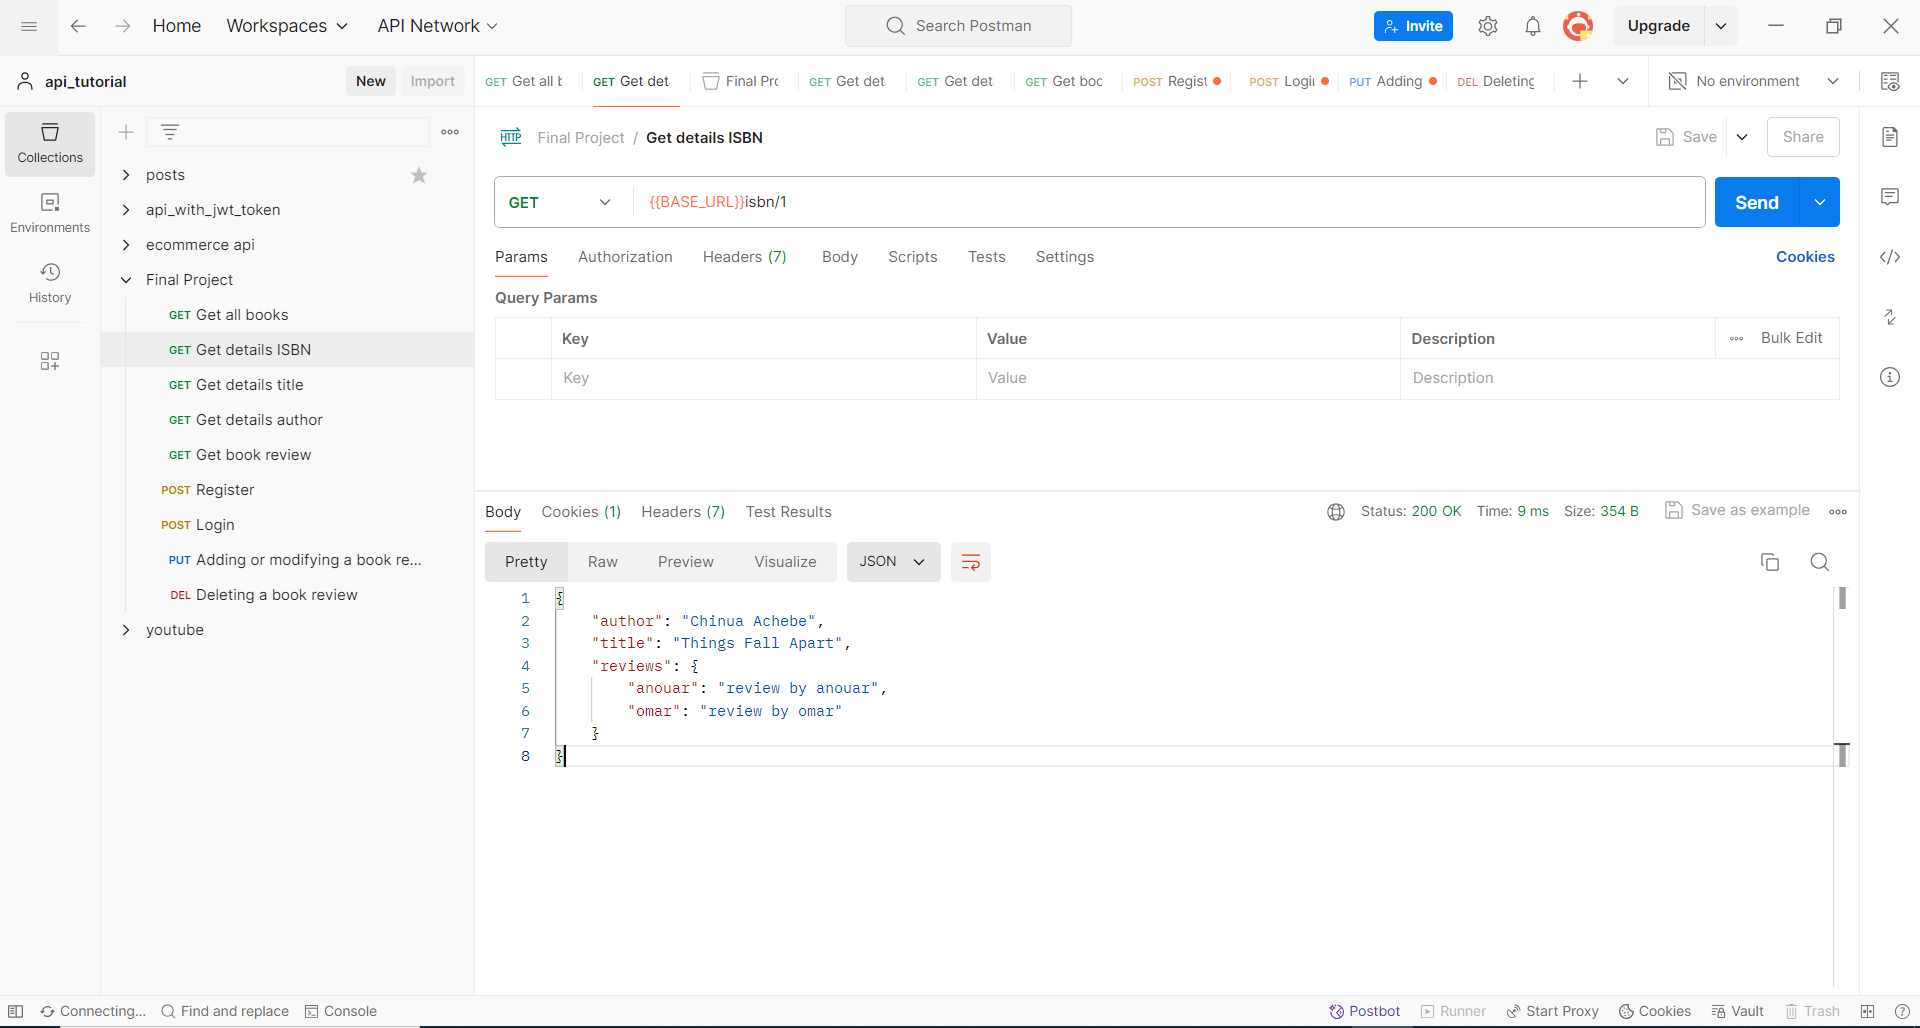 Home Workspaces API Network Search Postman Invite Upgrade
api_tutorial New Import
GET Get all b GET Get det Final Pro GET Get det GET Get det GET Get boo POST Regist POST Login PUT Adding DEL Deleting No environment
Collections
Environments
History
posts
api_with_jwt_token
ecommerce api
Final Project
GET Get all books
GET Get details ISBN
GET Get details title
GET Get details author
GET Get book review
POST Register
POST Login
PUT Adding or modifying a book re...
DEL Deleting a book review
youtube
HTTP Final Project / Get details ISBN Save Share
GET {{BASE_URL}}isbn/1 Send
Params Authorization Headers (7) Body Scripts Tests Settings Cookies
Query Params
Key Value Description Bulk Edit
Key Value Description
Body Cookies (1) Headers (7) Test Results Status: 200 OK Time: 9 ms Size: 354 B Save as example
Pretty Raw Preview Visualize JSON
1 {
2 "author": "Chinua Achebe",
3 "title": "Things Fall Apart",
4 "reviews": {
5 "anouar": "review by anouar",
6 "omar": "review by omar"
7 }
8 }
Connecting... Find and replace Console Postbot Runner Start Proxy Cookies Vault Trash